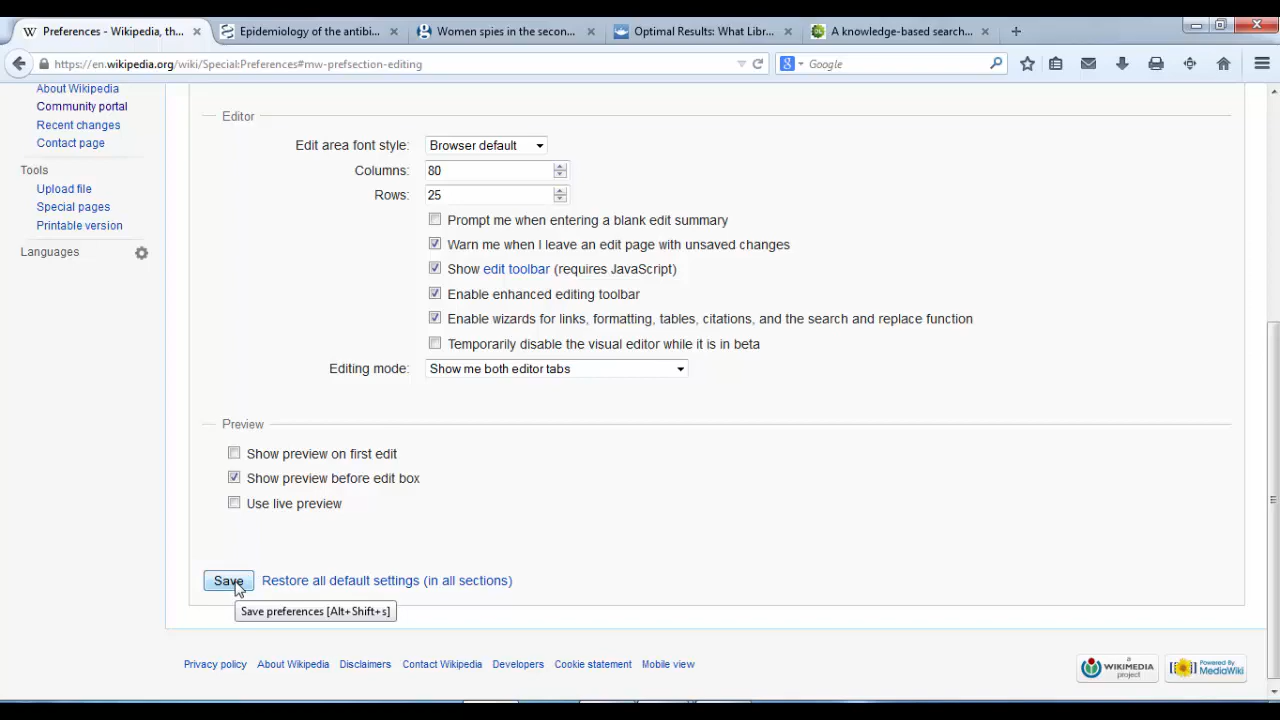 Preferences - Wikipedia, th...
Epidemiology of the antibi...
Women spies in the secon...
Optimal Results: What Libr...
A knowledge-based search...
https://en.wikipedia.org/wiki/Special:Preferences#mw-prefsection-editing
Google
About Wikipedia
Community portal
Recent changes
Contact page
Tools
Upload file
Special pages
Printable version
Languages
Editor
Edit area font style: Browser default
Columns: 80
Rows: 25
Prompt me when entering a blank edit summary
Warn me when I leave an edit page with unsaved changes
Show edit toolbar (requires JavaScript)
Enable enhanced editing toolbar
Enable wizards for links, formatting, tables, citations, and the search and replace function
Temporarily disable the visual editor while it is in beta
Editing mode: Show me both editor tabs
Preview
Show preview on first edit
Show preview before edit box
Use live preview
Save Restore all default settings (in all sections)
Save preferences [Alt+Shift+s]
Privacy policy About Wikipedia Disclaimers Contact Wikipedia Developers Cookie statement Mobile view
a WIKIMEDIA project
Powered By MediaWiki